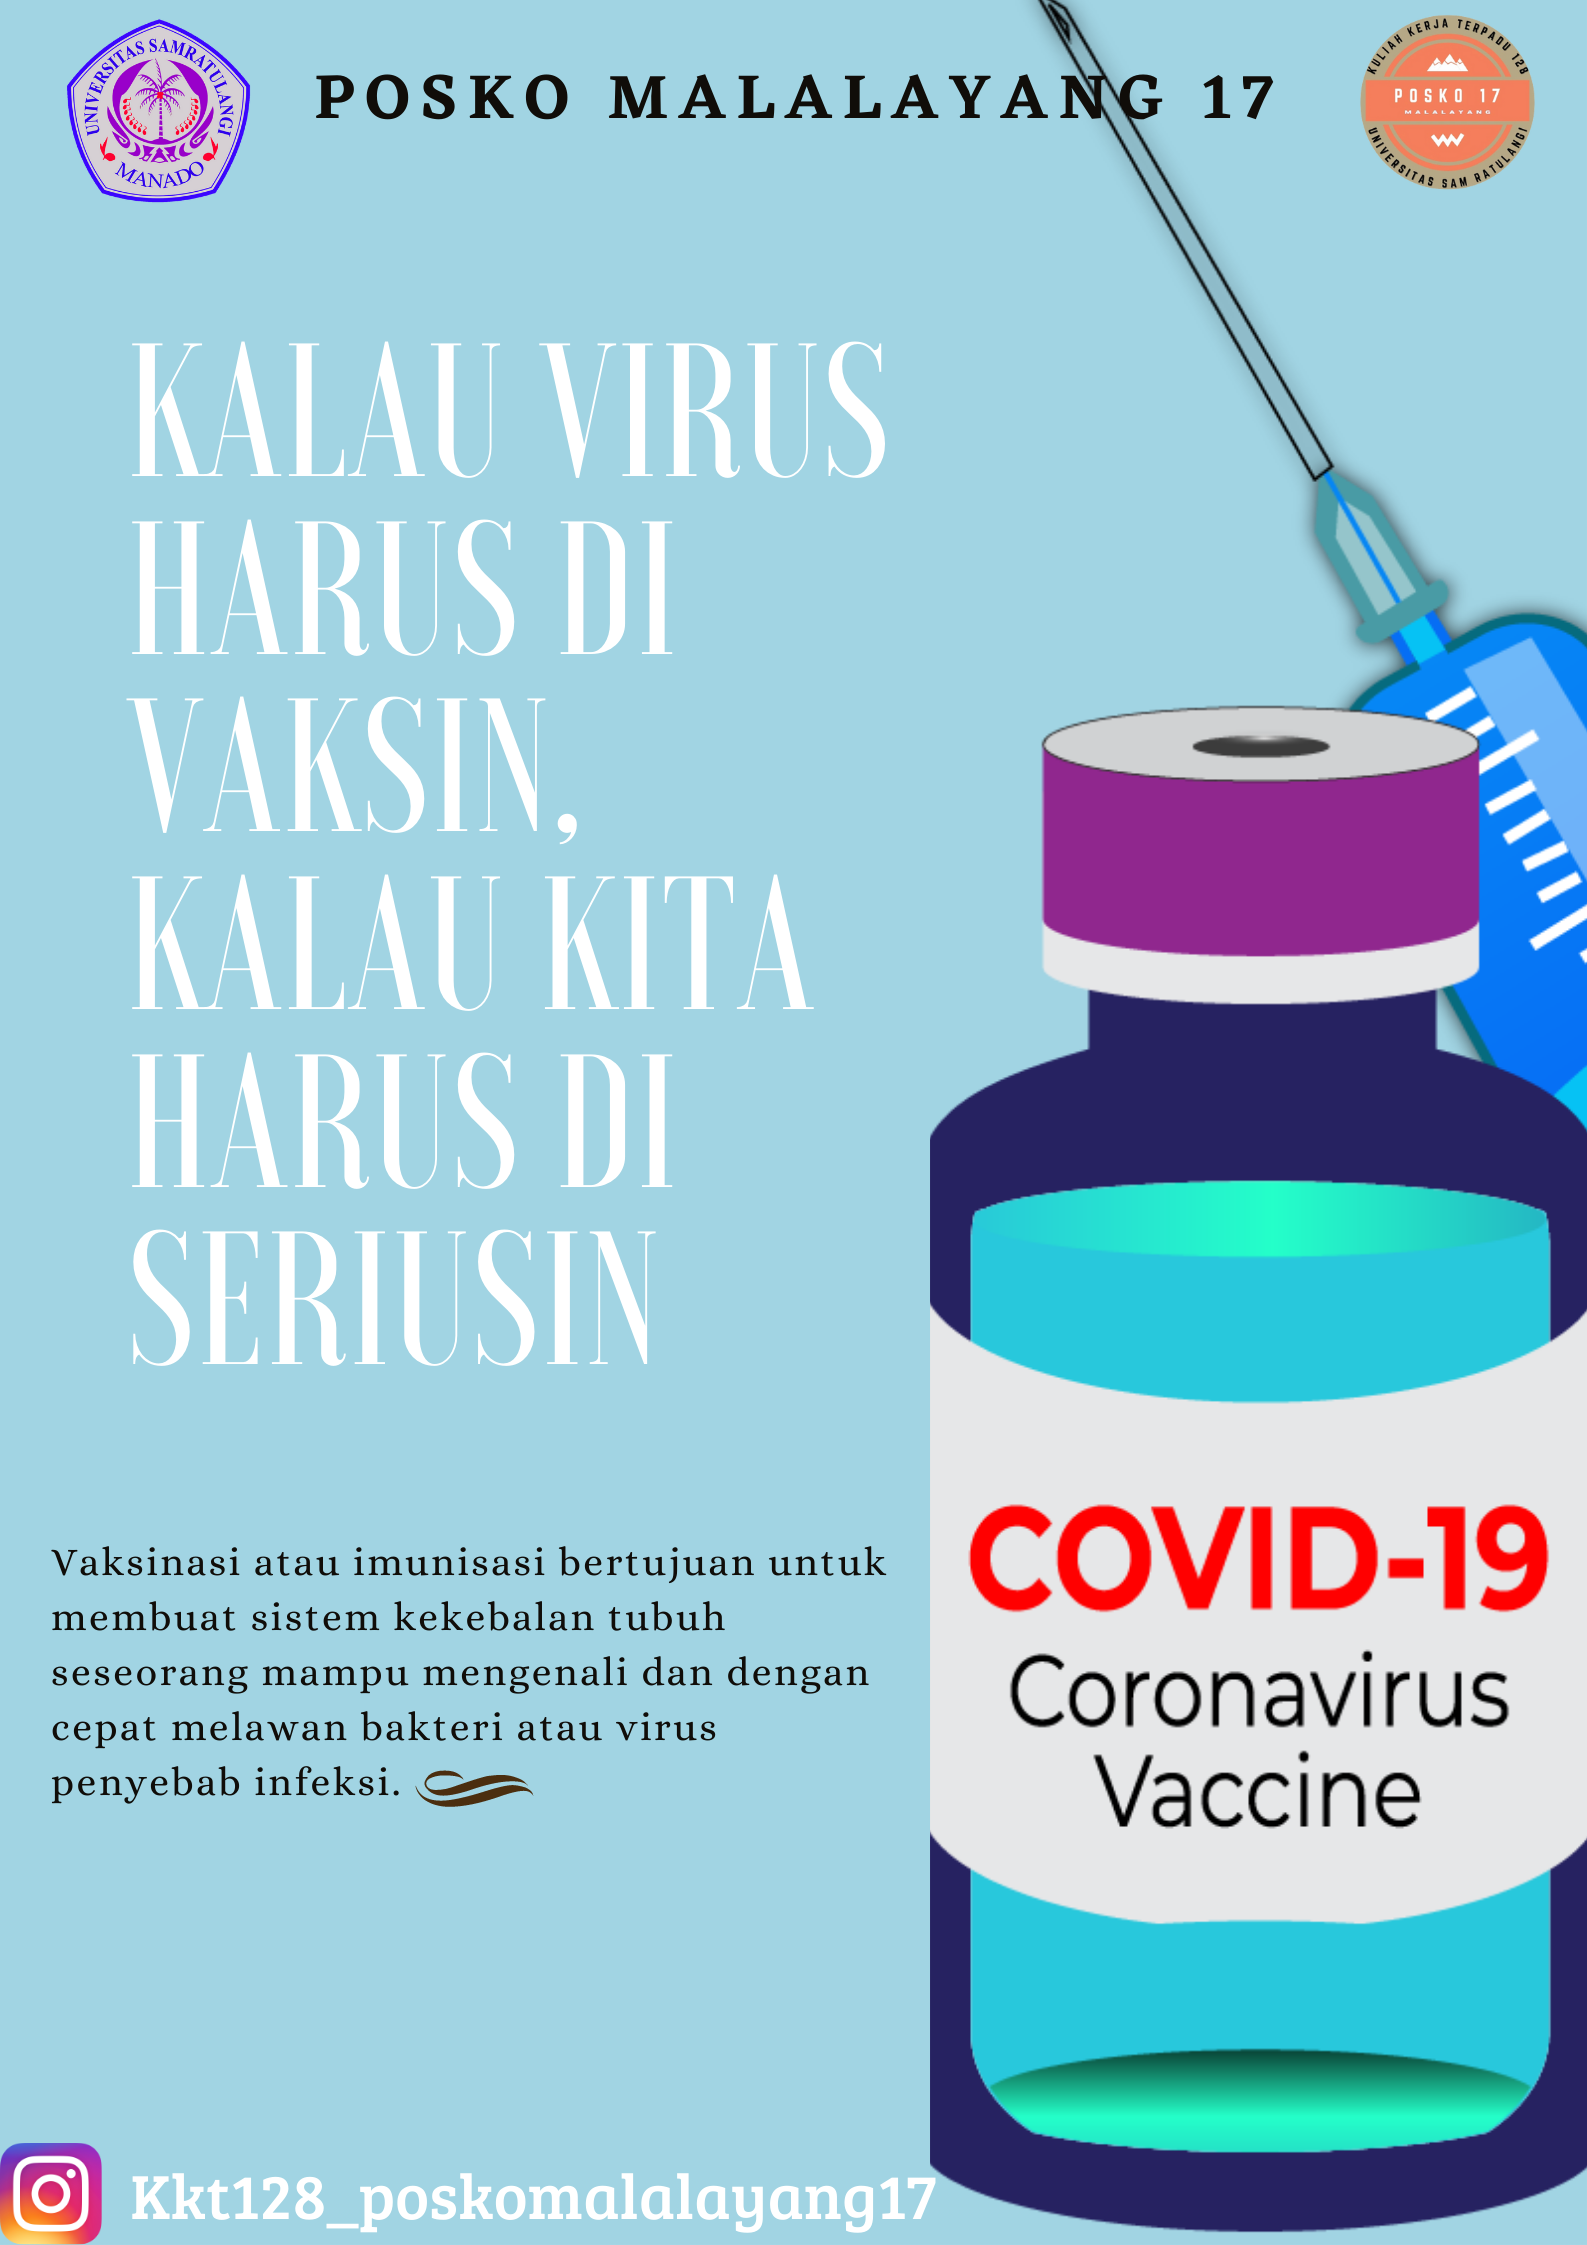 UNIVERSITAS SAMRATULANGI
MANADO
POSKO MALALAYANG 17
KULIAH KERJA TERPADU 128
POSKO 17
MALALAYANG
UNIVERSITAS SAM RATULANGI
KALAU VIRUS
HARUS DI
VAKSIN,
KALAU KITA
HARUS DI
SERIUSIN
Vaksinasi atau imunisasi bertujuan untuk
membuat sistem kekebalan tubuh
seseorang mampu mengenali dan dengan
cepat melawan bakteri atau virus
penyebab infeksi.
COVID-19
Coronavirus
Vaccine
Kkt128_poskomalalayang17